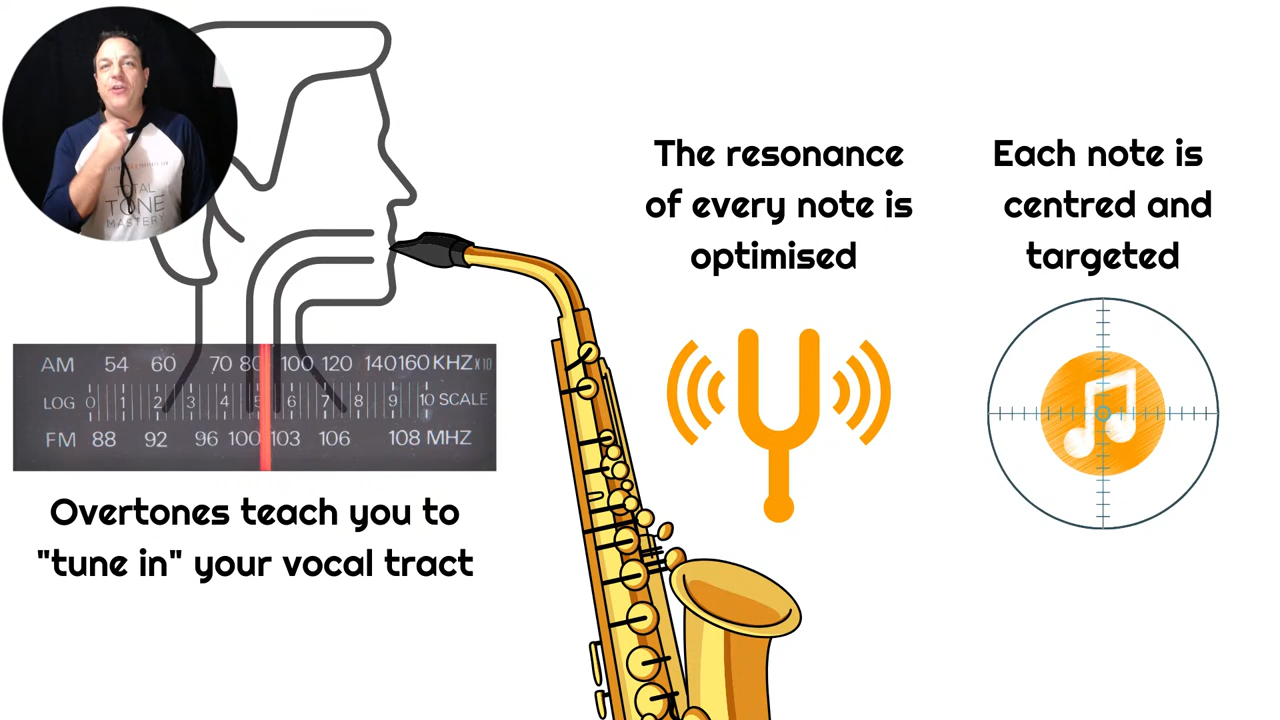 TOTAL
TONE
MASTERY
The resonance
of every note is
optimised
Each note is
centred and
targeted
AM 54 60 70 80 100 120 140 160 KHZ X10
LOG 0 1 2 3 4 5 6 7 8 9 10 SCALE
FM 88 92 96 100 103 106 108 MHZ
Overtones teach you to
"tune in" your vocal tract